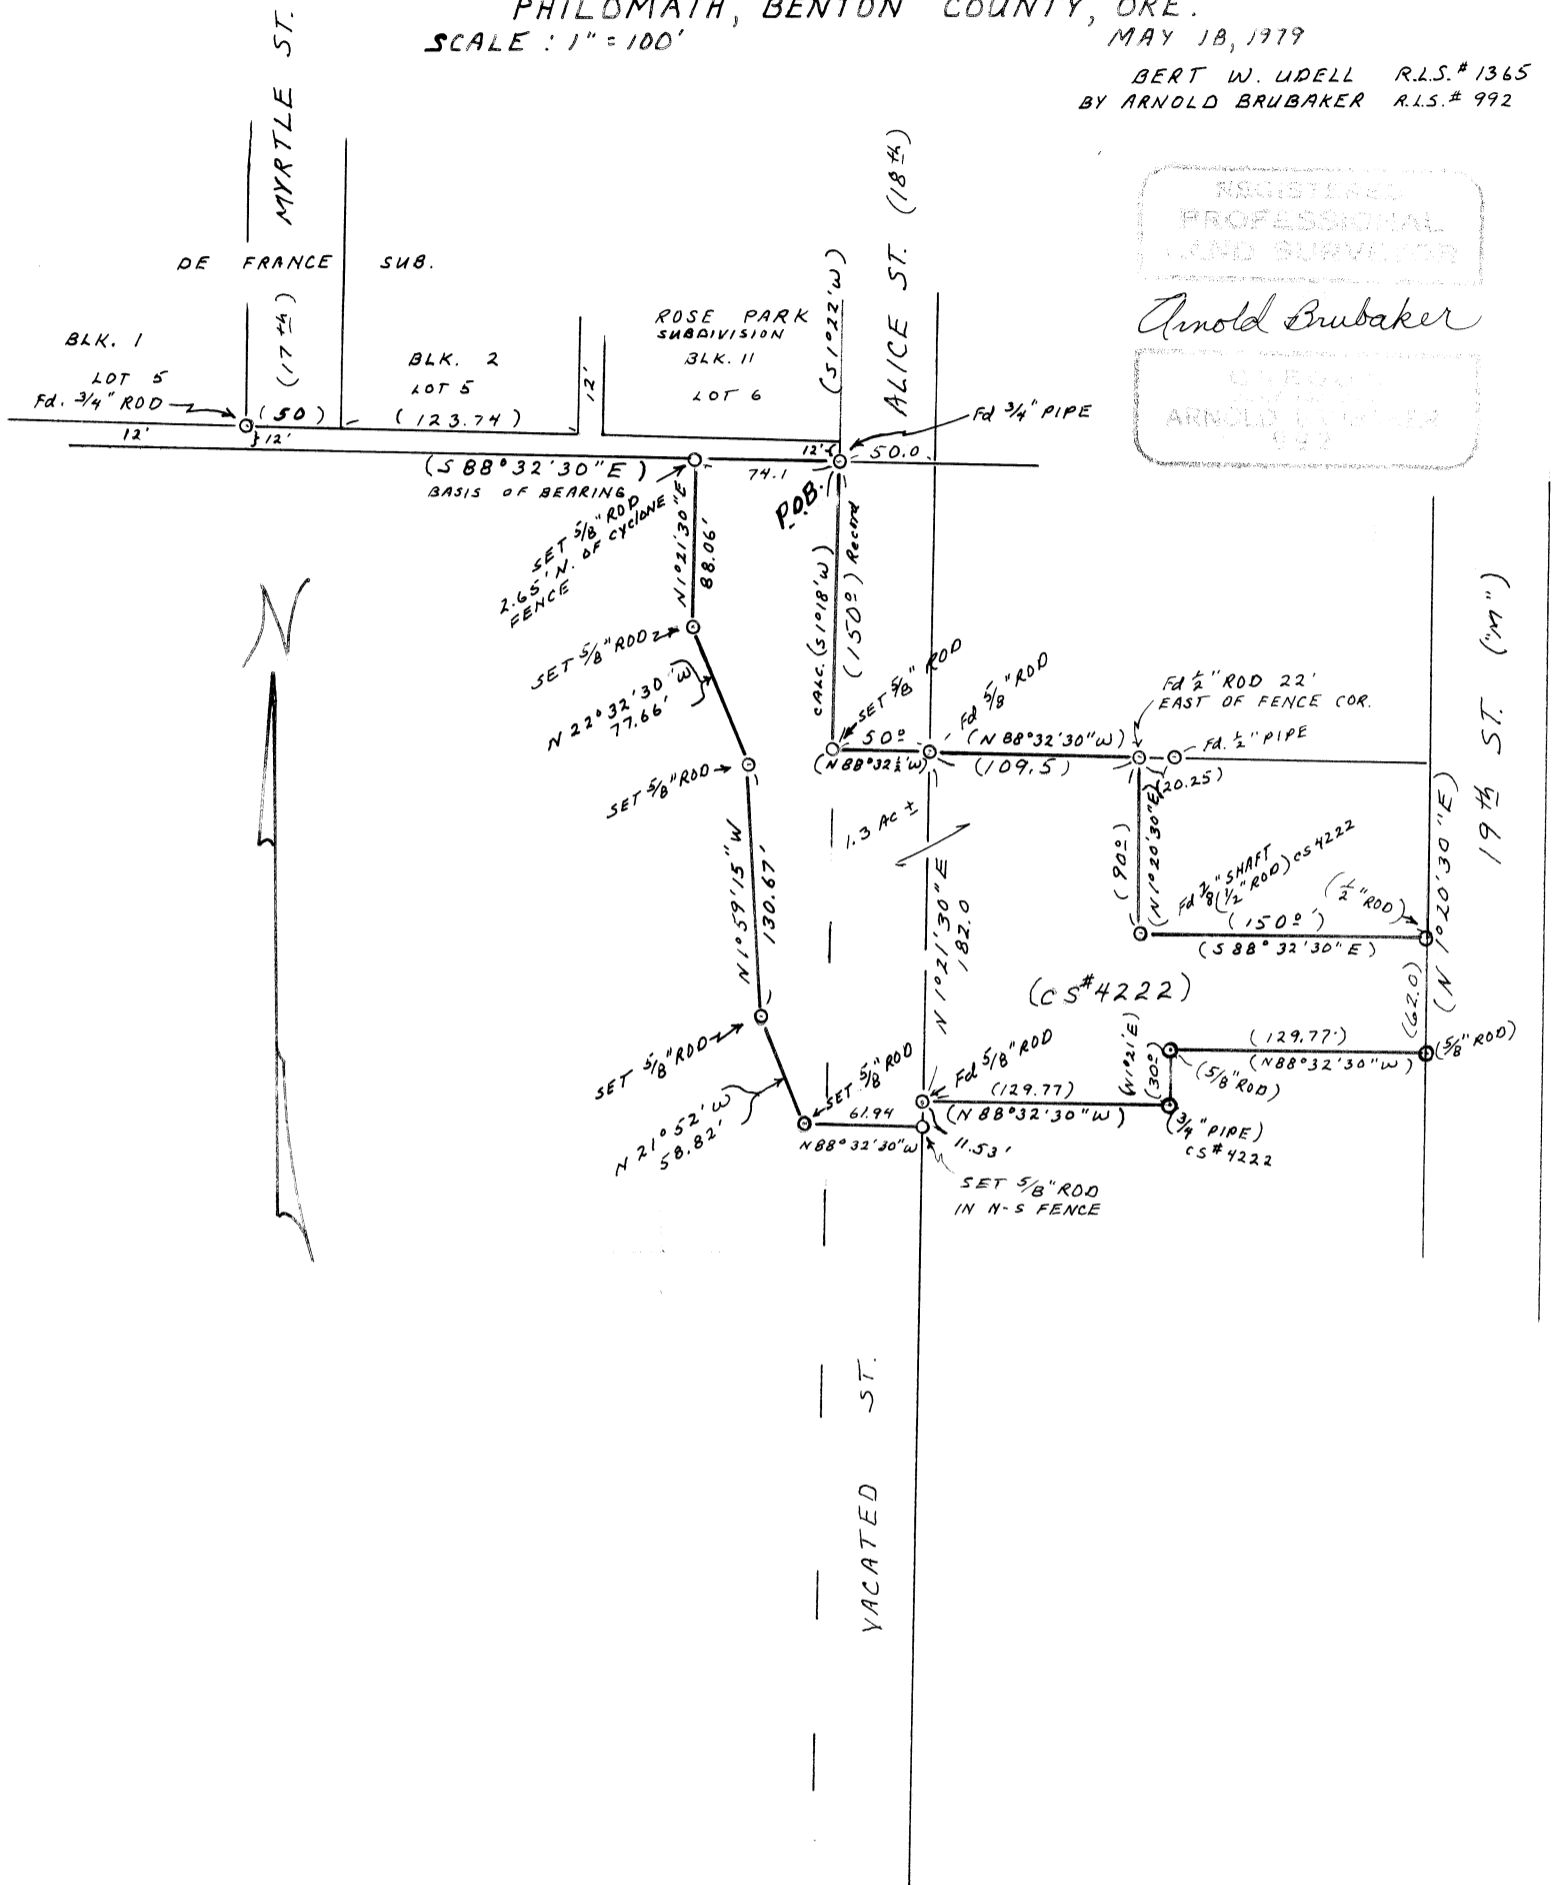 PHILOMATH, BENTON COUNTY, ORE.
SCALE : 1" = 100'
MAY 18, 1979
BERT W. UDELL R.L.S.# 1365
BY ARNOLD BRUBAKER R.L.S.# 992
MYRTLE ST.
(17th)
ALICE ST. (18th)
(S1°22'W)
REGISTERED
PROFESSIONAL
LAND SURVEYOR
Arnold Brubaker
OREGON
ARNOLD
992
DE FRANCE SUB.
ROSE PARK
SUBDIVISION
BLK. 11
LOT 6
BLK. 1
LOT 5
BLK. 2
LOT 5
12'
Fd. 3/4" ROD
(50)
(123.74)
12'
12'
Fd 3/4" PIPE
12'
50.0
(S 88°32'30"E)
BASIS OF BEARING
74.1
P.O.B.
SET 5/8" ROD
2.65' N. OF CYCLONE
FENCE
N1°21'30"E
88.06'
CALC. (S1°18'W)
(150º) Record
N
SET 5/8" ROD
N 22°32'30"W
77.66'
SET 5/8" ROD
Fd 5/8" ROD
Fd 1/2" ROD 22'
EAST OF FENCE COR.
19th ST. ("M")
50º
(N88°32½'W)
(N 88°32'30"W)
(109.5)
Fd. 1/2" PIPE
(20.25)
SET 5/8" ROD
1.3 AC ±
N1°59'15"W
130.67'
N 1°21'30"E
182.0
(90º)
(N1°20'30"E)
Fd 7/8" SHAFT
(1/2" ROD) CS 4222
(1/2" ROD)
(150º')
(S 88°32'30"E)
(N 1°20'30"E)
(CS#4222)
(62.0)
SET 5/8" ROD
SET 5/8" ROD
Fd 5/8" ROD
(129.77)
(N 88°32'30"W)
(N1°21'E)
(30º)
(129.77')
(N88°32'30"W)
(5/8" ROD)
(5/8" ROD)
(3/4" PIPE)
CS#4222
N 21°52'W
58.82'
61.94
N88°32'30"W
11.53'
SET 5/8" ROD
IN N-S FENCE
VACATED ST.